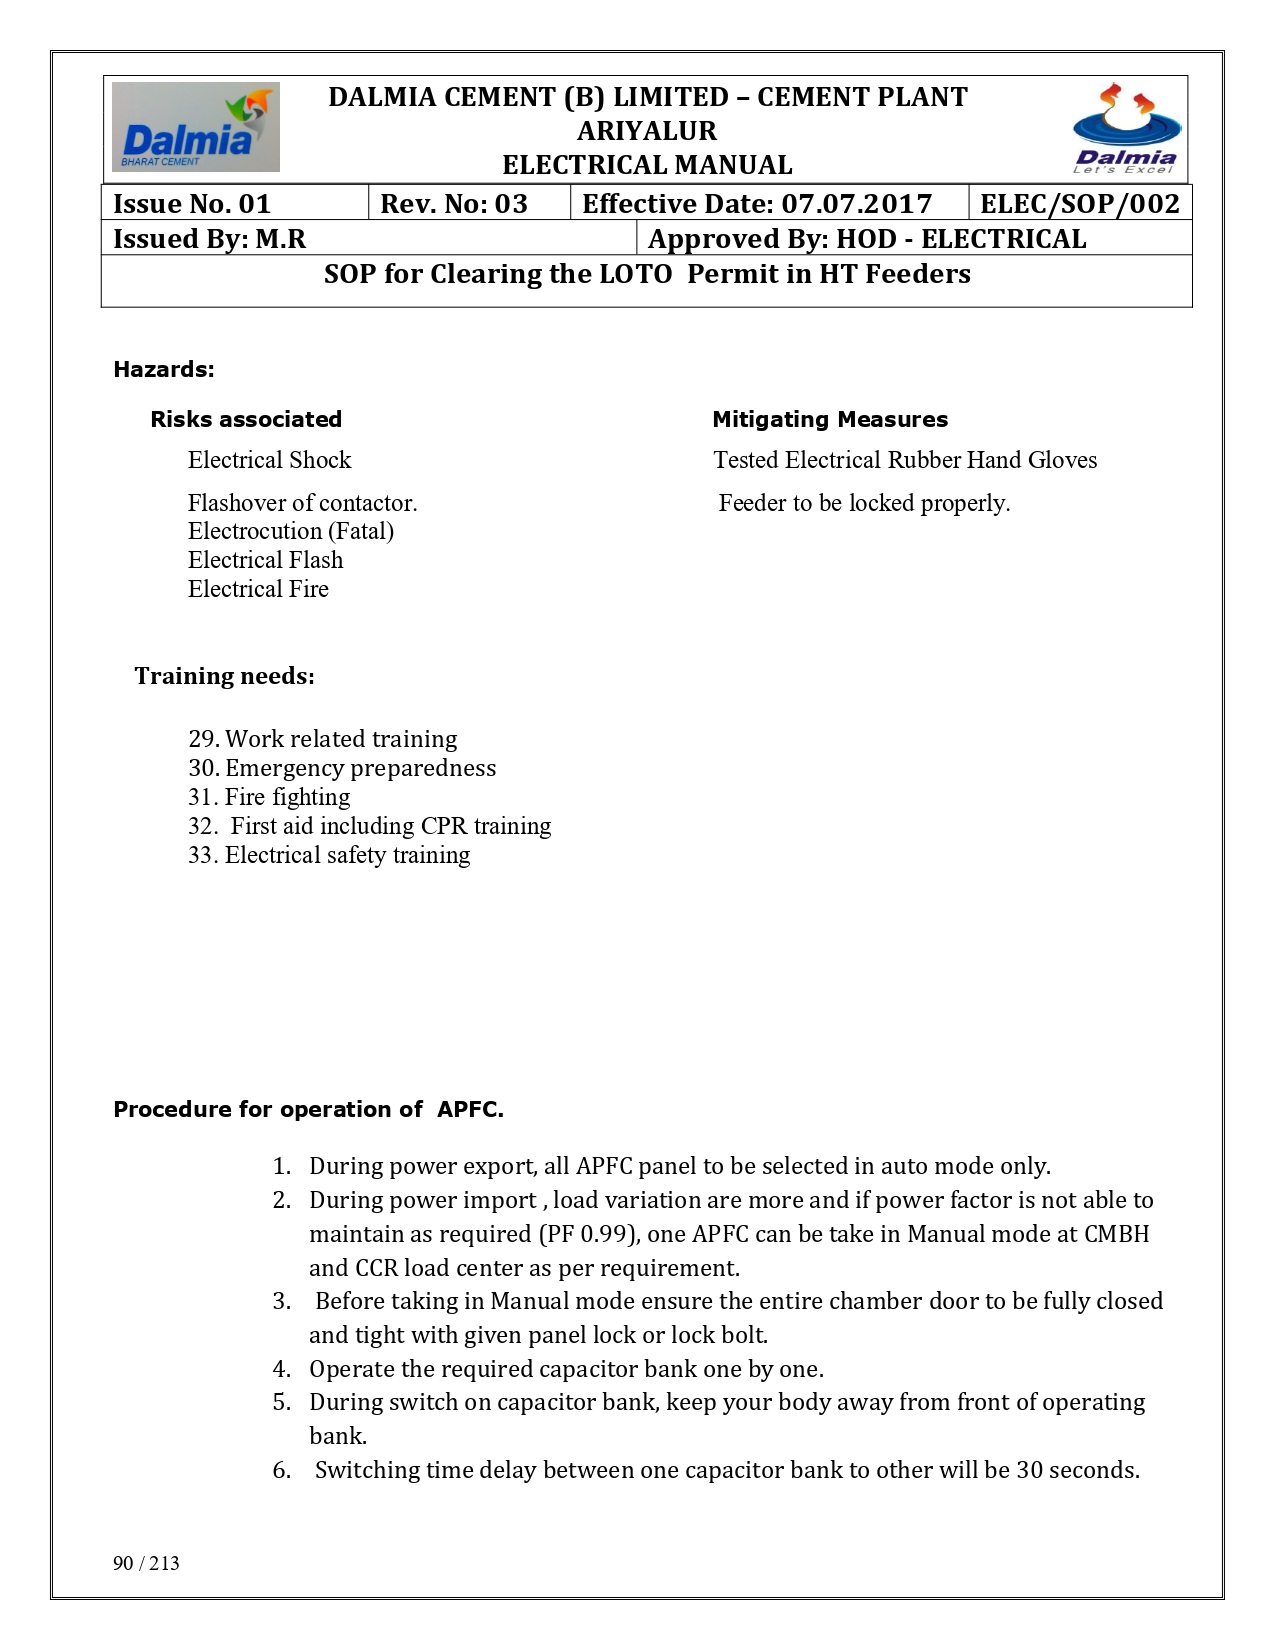 Dalmia
BHARAT CEMENT
DALMIA CEMENT (B) LIMITED – CEMENT PLANT
ARIYALUR
ELECTRICAL MANUAL
Dalmia
Let's Excel
Issue No. 01 Rev. No: 03 Effective Date: 07.07.2017 ELEC/SOP/002
Issued By: M.R Approved By: HOD - ELECTRICAL
SOP for Clearing the LOTO Permit in HT Feeders
Hazards:
Risks associated Mitigating Measures
Electrical Shock Tested Electrical Rubber Hand Gloves
Flashover of contactor. Feeder to be locked properly.
Electrocution (Fatal)
Electrical Flash
Electrical Fire
Training needs:
29. Work related training
30. Emergency preparedness
31. Fire fighting
32. First aid including CPR training
33. Electrical safety training
Procedure for operation of APFC.
1. During power export, all APFC panel to be selected in auto mode only.
2. During power import , load variation are more and if power factor is not able to
maintain as required (PF 0.99), one APFC can be take in Manual mode at CMBH
and CCR load center as per requirement.
3. Before taking in Manual mode ensure the entire chamber door to be fully closed
and tight with given panel lock or lock bolt.
4. Operate the required capacitor bank one by one.
5. During switch on capacitor bank, keep your body away from front of operating
bank.
6. Switching time delay between one capacitor bank to other will be 30 seconds.
90 / 213